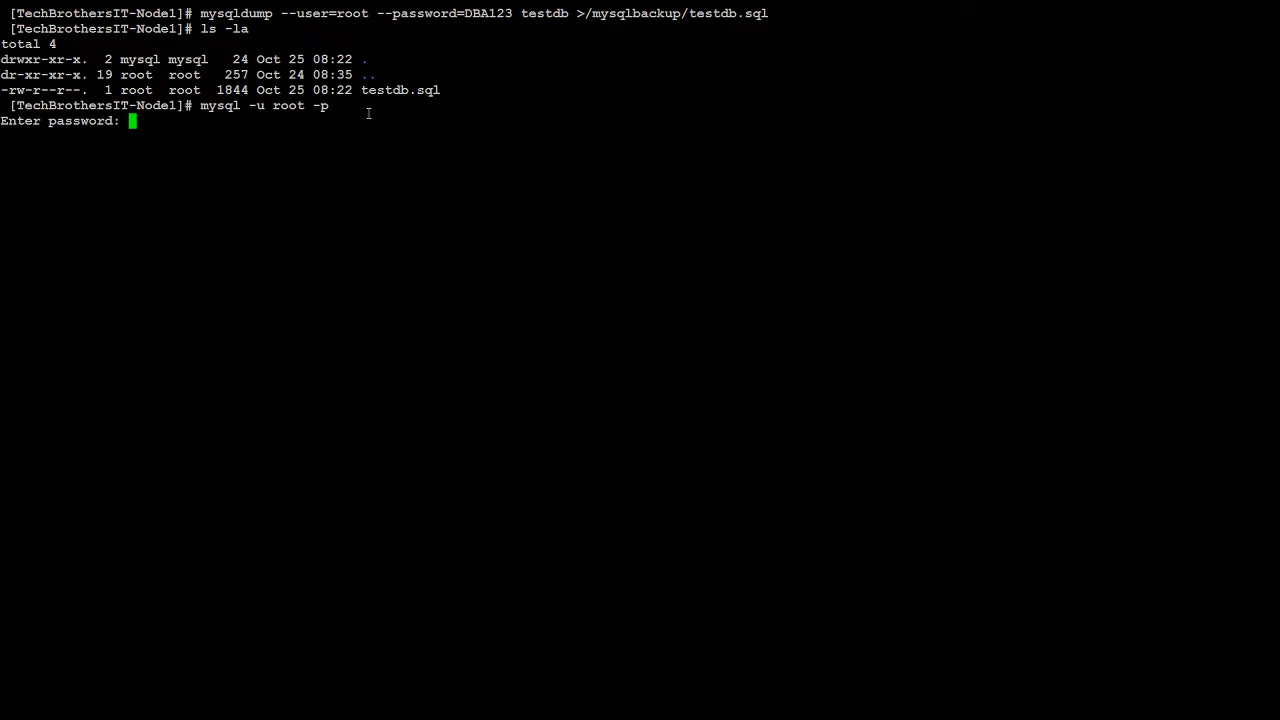 [TechBrothersIT-Node1]# mysqldump --user=root --password=DBA123 testdb >/mysqlbackup/testdb.sql
[TechBrothersIT-Node1]# ls -la
total 4
drwxr-xr-x.  2 mysql mysql   24 Oct 25 08:22 .
dr-xr-xr-x. 19 root  root   257 Oct 24 08:35 ..
-rw-r--r--.  1 root  root  1844 Oct 25 08:22 testdb.sql
[TechBrothersIT-Node1]# mysql -u root -p
Enter password: